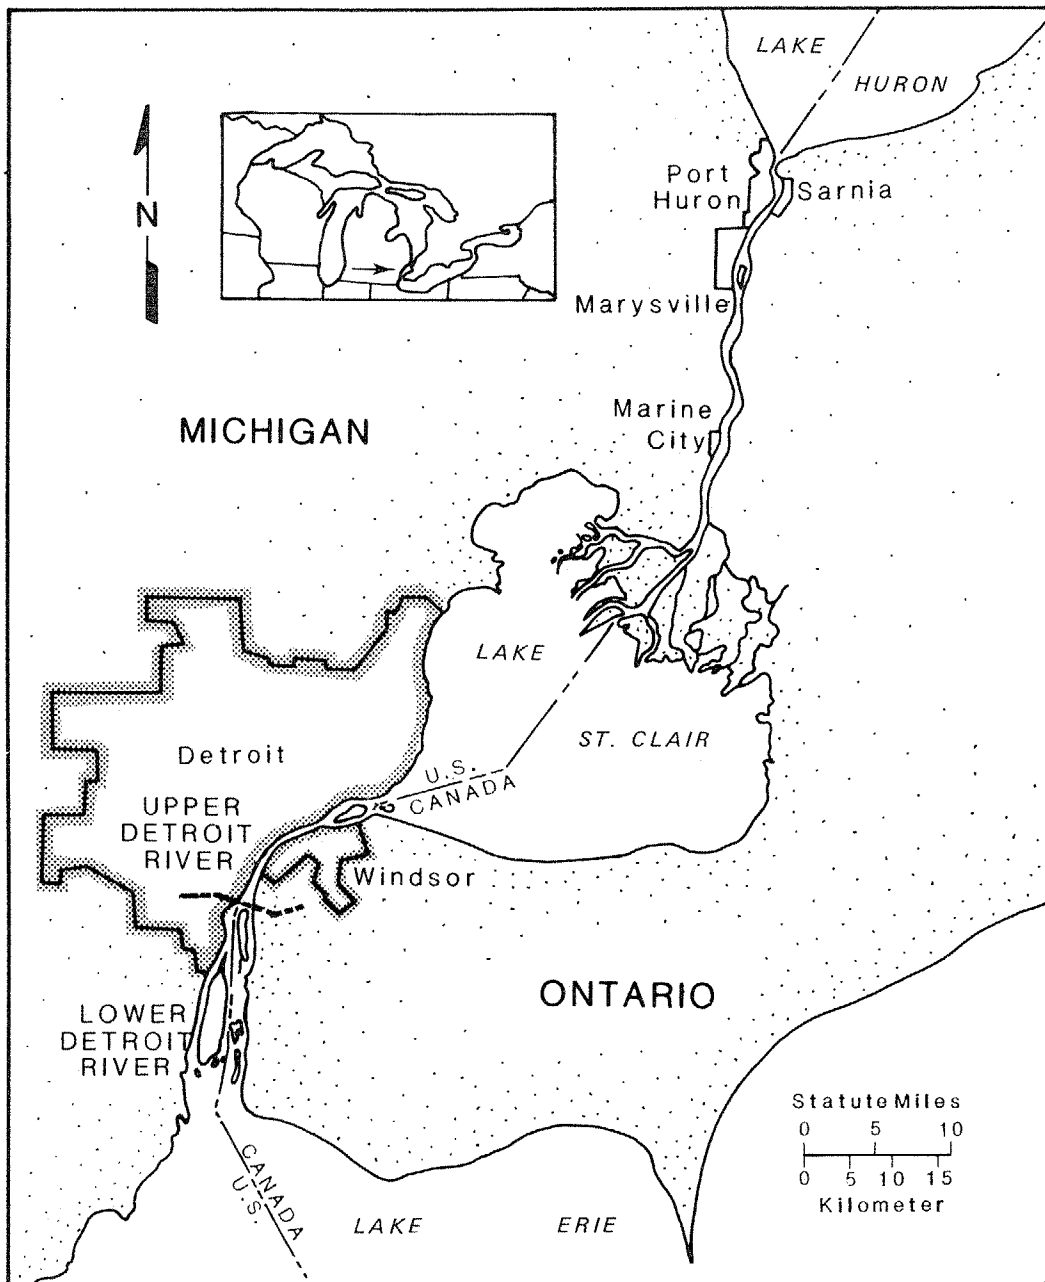 LAKE
HURON
N
Port
Huron
Sarnia
Marysville
Marine
City
MICHIGAN
LAKE
ST. CLAIR
U.S.
CANADA
Detroit
UPPER
DETROIT
RIVER
Windsor
ONTARIO
LOWER
DETROIT
RIVER
Statute Miles
0 5 10
0 5 10 15
Kilometer
CANADA
U.S.
LAKE ERIE